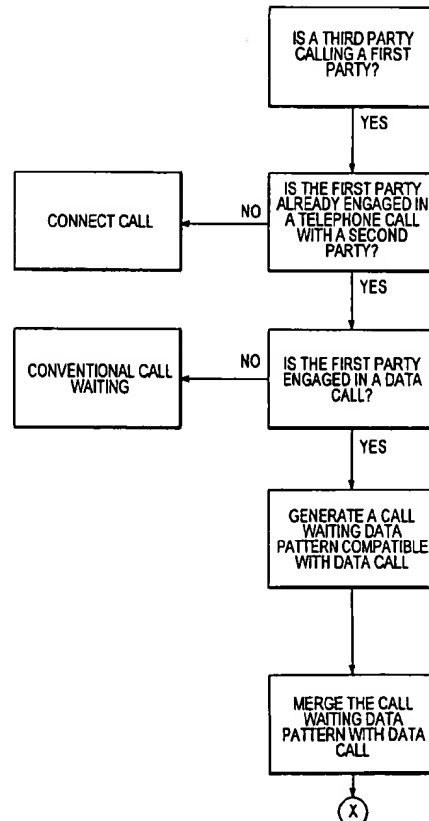 IS A THIRD PARTY
CALLING A FIRST
PARTY?
YES
IS THE FIRST PARTY
ALREADY ENGAGED IN
A TELEPHONE CALL
WITH A SECOND
PARTY?
NO
CONNECT CALL
YES
IS THE FIRST PARTY
ENGAGED IN A DATA
CALL?
NO
CONVENTIONAL CALL
WAITING
YES
GENERATE A CALL
WAITING DATA
PATTERN COMPATIBLE
WITH DATA CALL
MERGE THE CALL
WAITING DATA
PATTERN WITH DATA
CALL
X